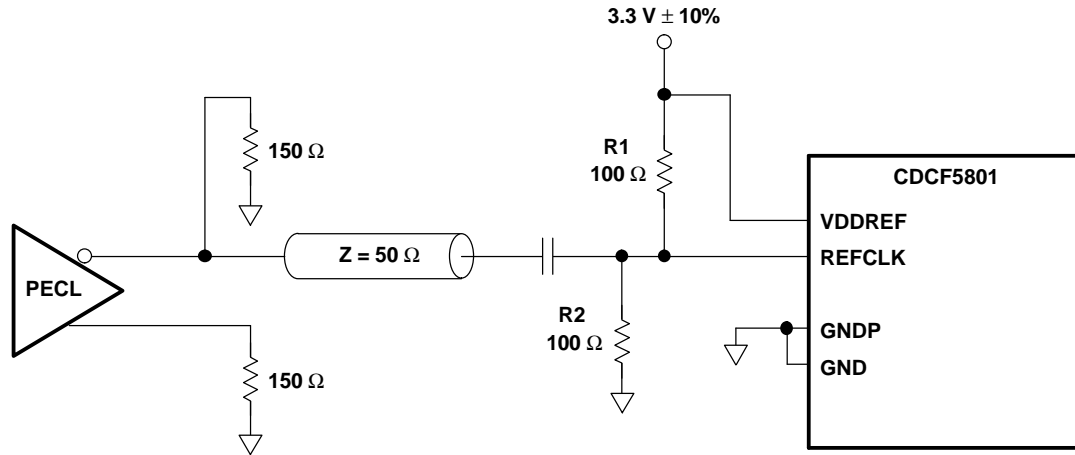 3.3 V ± 10%
150 Ω
R1
100 Ω
CDCF5801
VDDREF
Z = 50 Ω
REFCLK
PECL
R2
100 Ω
GNDP
GND
150 Ω